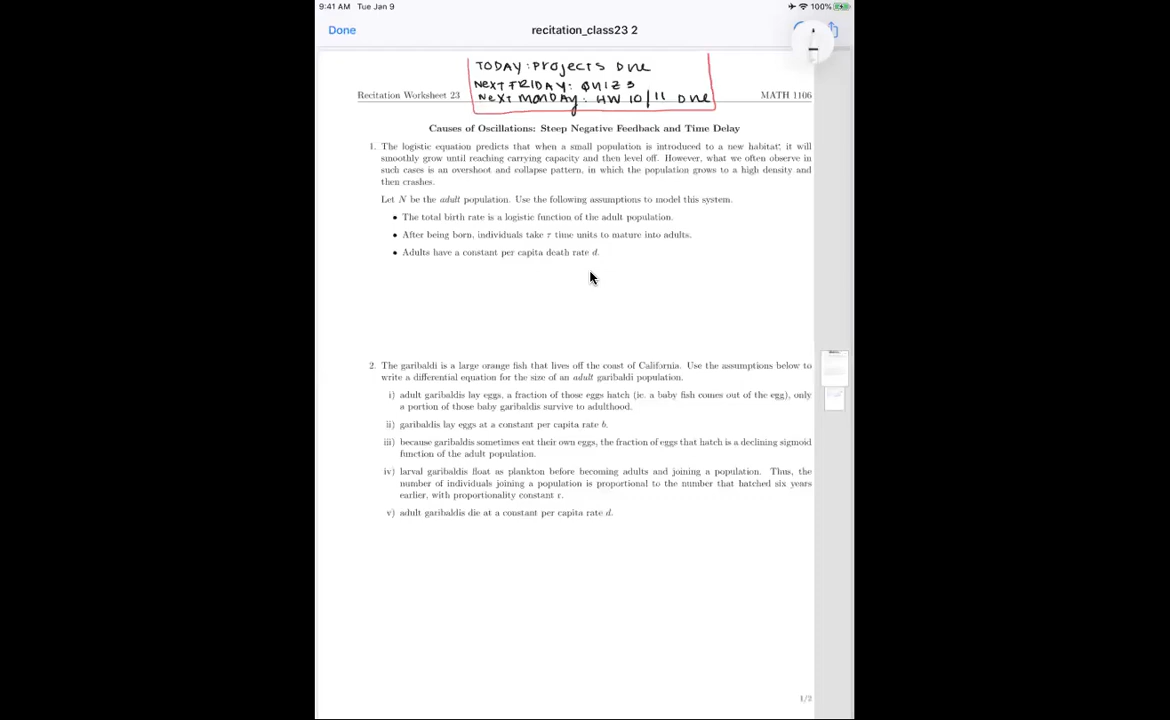 9:41 AM Tue Jan 9
100%
Done
recitation_class23 2
TODAY: Projects Due
NEXT FRIDAY: QUIZ 3
Recitation Worksheet 23
NEXT MONDAY: HW 10/11 Due
MATH 1106
Causes of Oscillations: Steep Negative Feedback and Time Delay
1. The logistic equation predicts that when a small population is introduced to a new habitat, it will
smoothly grow until reaching carrying capacity and then level off. However, what we often observe in
such cases is an overshoot and collapse pattern, in which the population grows to a high density and
then crashes.
Let N be the adult population. Use the following assumptions to model this system.
• The total birth rate is a logistic function of the adult population.
• After being born, individuals take τ time units to mature into adults.
• Adults have a constant per capita death rate d.
2. The garibaldi is a large orange fish that lives off the coast of California. Use the assumptions below to
write a differential equation for the size of an adult garibaldi population.
i) adult garibaldis lay eggs, a fraction of those eggs hatch (ie. a baby fish comes out of the egg), only
a portion of those baby garibaldis survive to adulthood.
ii) garibaldis lay eggs at a constant per capita rate b.
iii) because garibaldis sometimes eat their own eggs, the fraction of eggs that hatch is a declining sigmoid
function of the adult population.
iv) larval garibaldis float as plankton before becoming adults and joining a population. Thus, the
number of individuals joining a population is proportional to the number that hatched six years
earlier, with proportionality constant r.
v) adult garibaldis die at a constant per capita rate d.
1/2